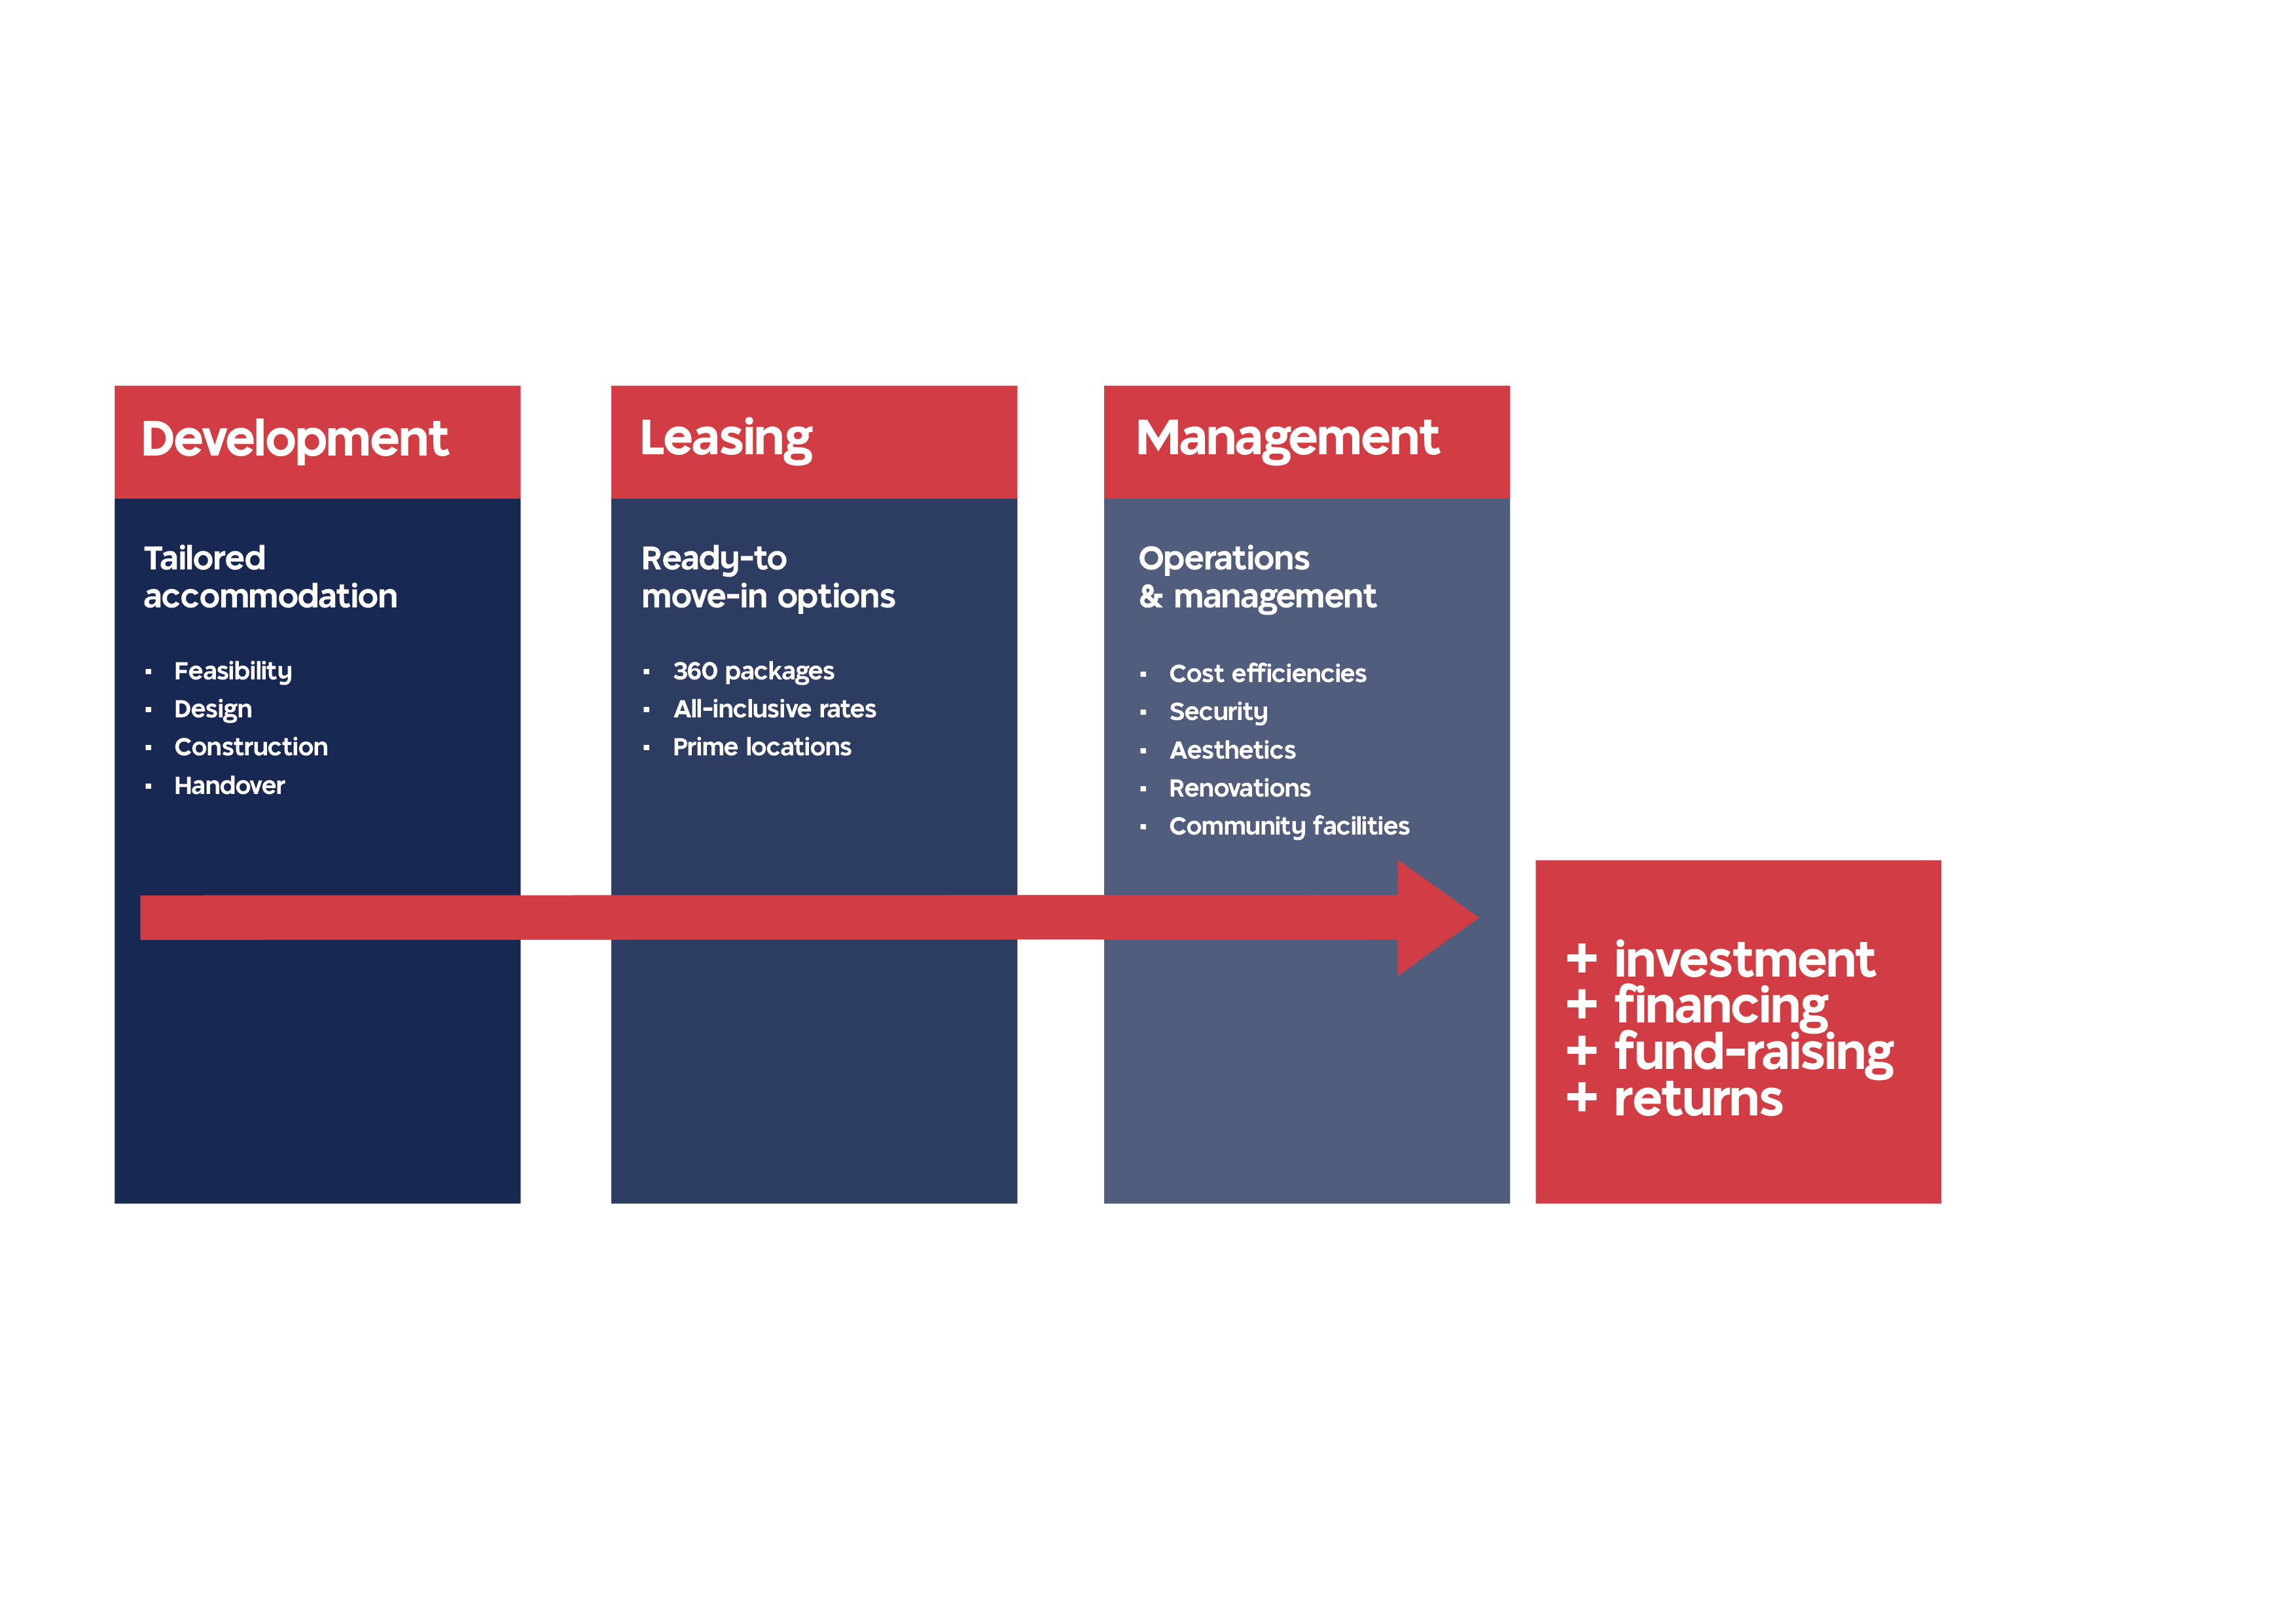 Development
Tailored
accommodation
▪ Feasibility
▪ Design
▪ Construction
▪ Handover
Leasing
Ready-to
move-in options
▪ 360 packages
▪ All-inclusive rates
▪ Prime locations
Management
Operations
& management
▪ Cost efficiencies
▪ Security
▪ Aesthetics
▪ Renovations
▪ Community facilities
+ investment
+ financing
+ fund-raising
+ returns